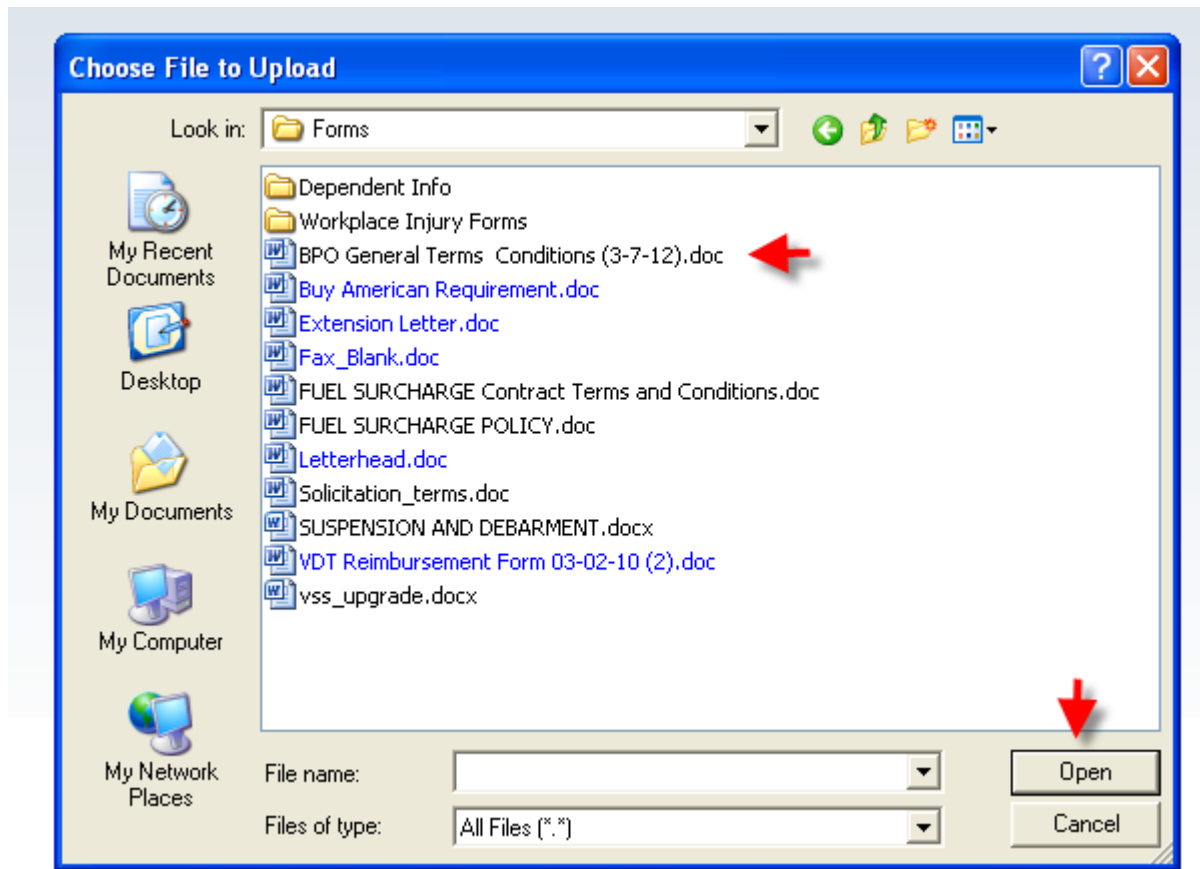 Choose File to Upload
Look in:
Forms
Dependent Info
Workplace Injury Forms
BPO General Terms  Conditions (3-7-12).doc
Buy American Requirement.doc
Extension Letter.doc
Fax_Blank.doc
FUEL SURCHARGE Contract Terms and Conditions.doc
FUEL SURCHARGE POLICY.doc
Letterhead.doc
Solicitation_terms.doc
SUSPENSION AND DEBARMENT.docx
VDT Reimbursement Form 03-02-10 (2).doc
vss_upgrade.docx
My Recent
Documents
Desktop
My Documents
My Computer
My Network
Places
File name:
Open
Files of type:
All Files (*.*)
Cancel